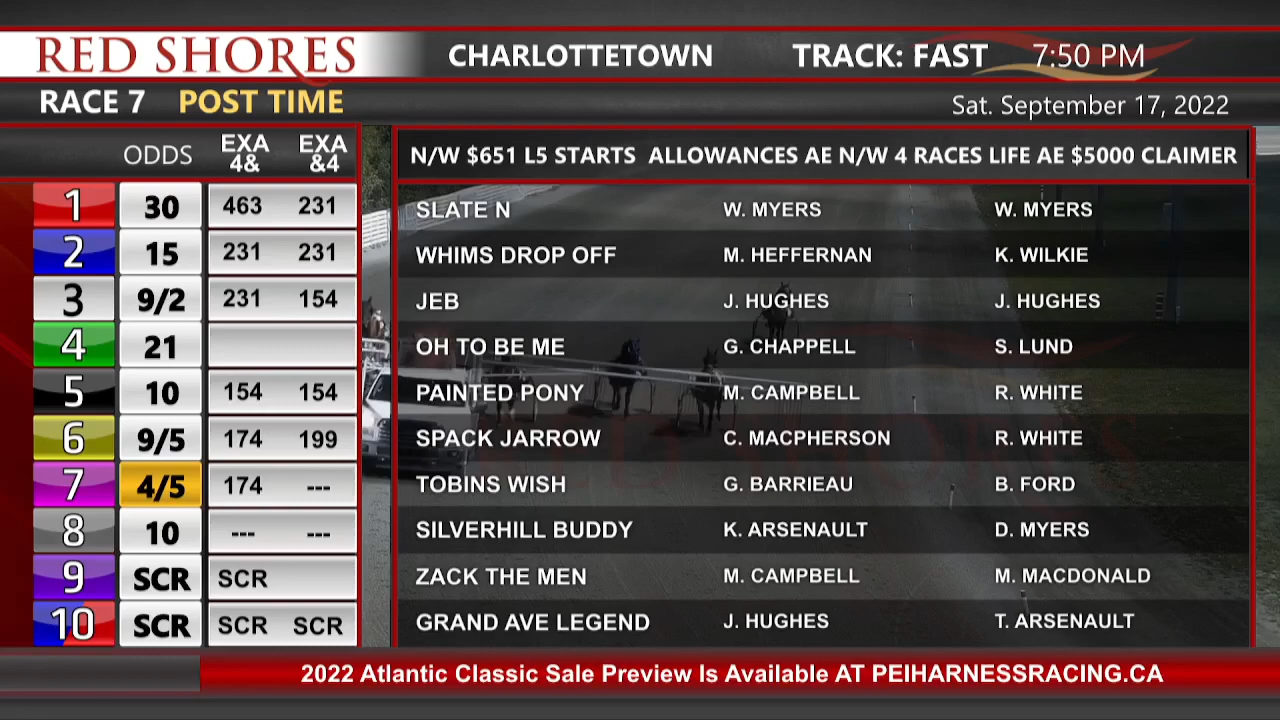 RED SHORES CHARLOTTETOWN TRACK: FAST 7:50 PM
RACE 7 POST TIME Sat. September 17, 2022
ODDS EXA 4& EXA &4
N/W $651 L5 STARTS ALLOWANCES AE N/W 4 RACES LIFE AE $5000 CLAIMER
1 30 463 231 SLATE N W. MYERS W. MYERS
2 15 231 231 WHIMS DROP OFF M. HEFFERNAN K. WILKIE
3 9/2 231 154 JEB J. HUGHES J. HUGHES
4 21 OH TO BE ME G. CHAPPELL S. LUND
5 10 154 154 PAINTED PONY M. CAMPBELL R. WHITE
6 9/5 174 199 SPACK JARROW C. MACPHERSON R. WHITE
7 4/5 174 --- TOBINS WISH G. BARRIEAU B. FORD
8 10 --- --- SILVERHILL BUDDY K. ARSENAULT D. MYERS
9 SCR SCR ZACK THE MEN M. CAMPBELL M. MACDONALD
10 SCR SCR SCR GRAND AVE LEGEND J. HUGHES T. ARSENAULT
2022 Atlantic Classic Sale Preview Is Available AT PEIHARNESSRACING.CA